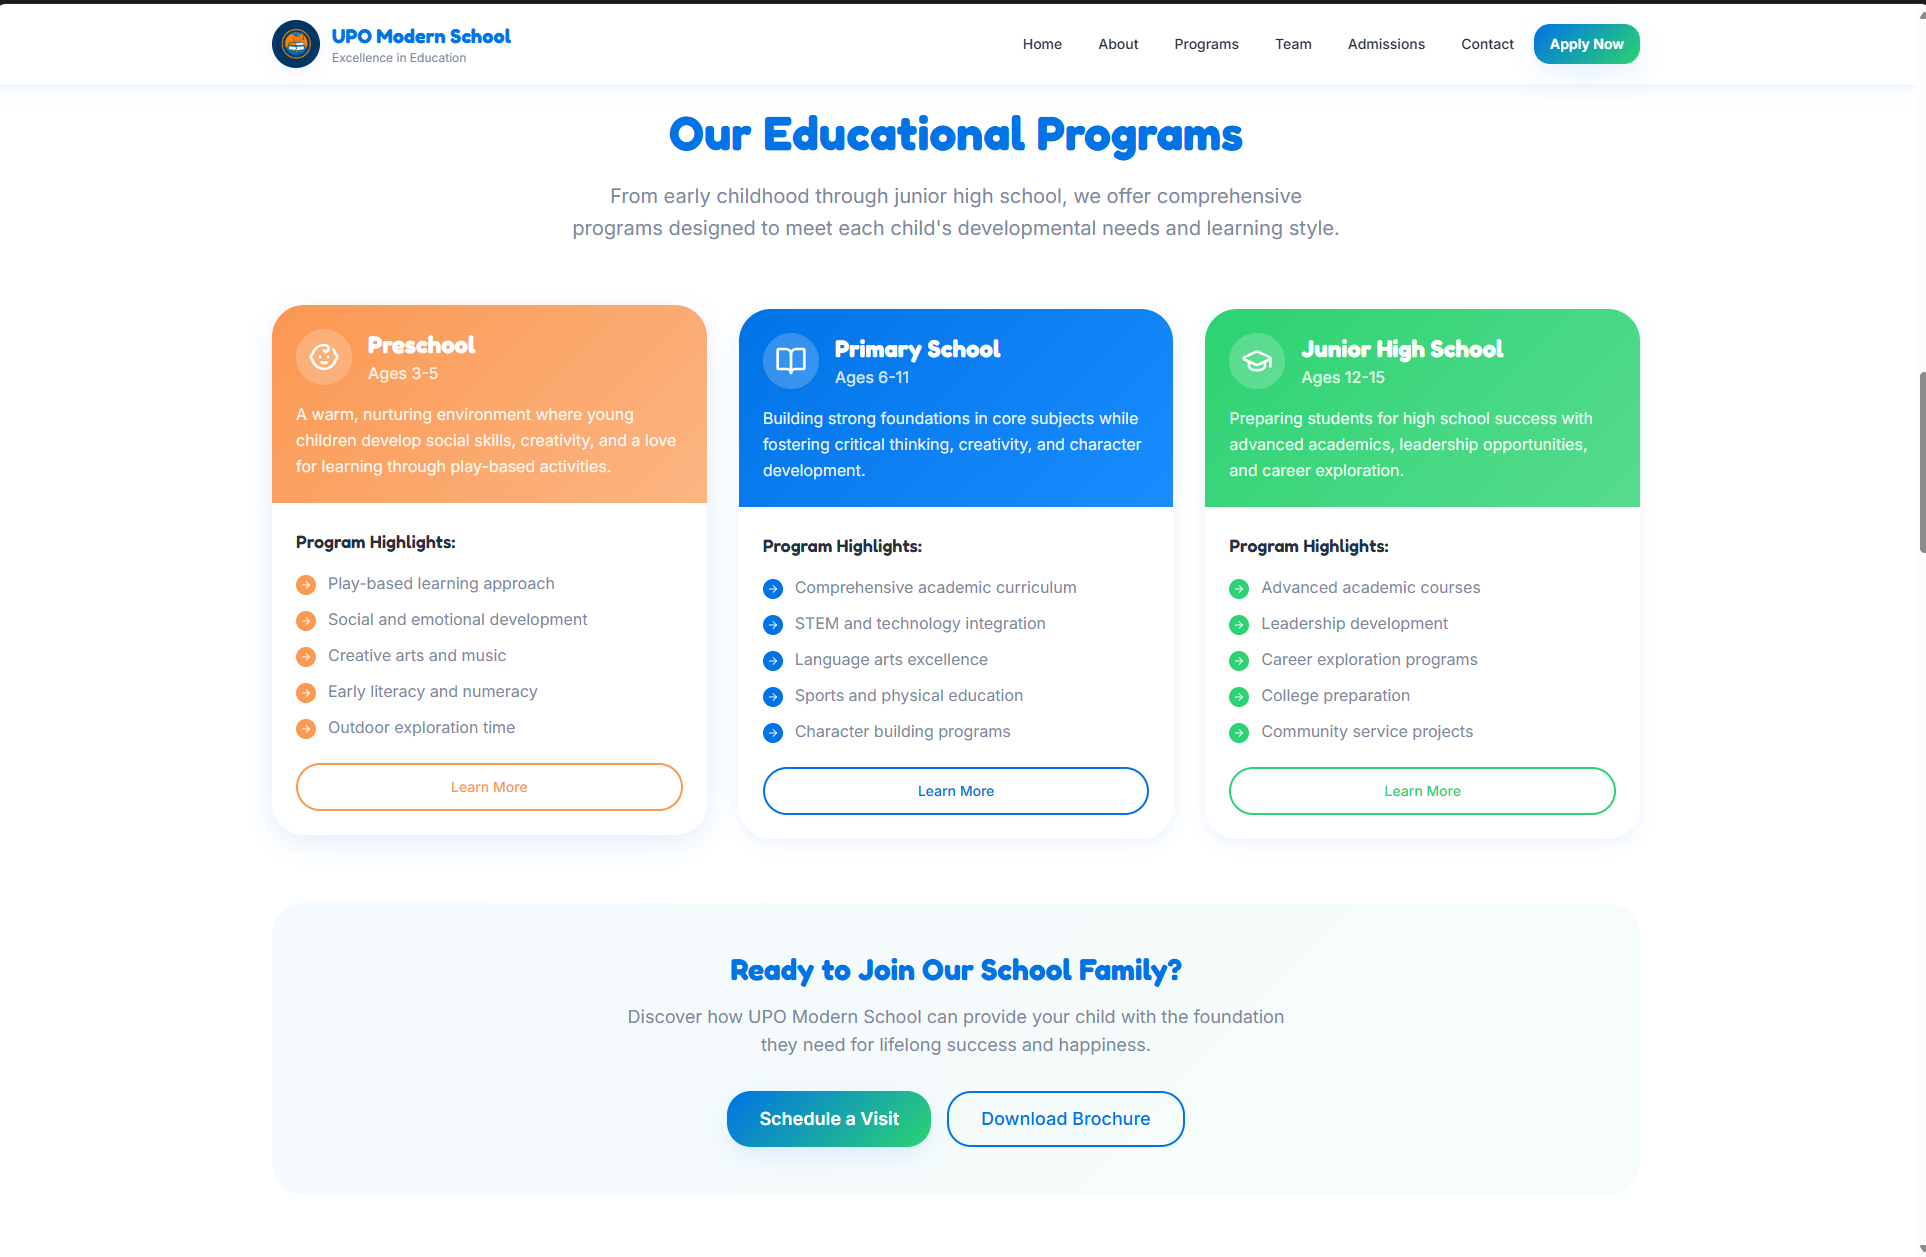 UPO Modern School
Excellence in Education
Home
About
Programs
Team
Admissions
Contact
Apply Now
Our Educational Programs
From early childhood through junior high school, we offer comprehensive
programs designed to meet each child's developmental needs and learning style.
Preschool
Ages 3-5
A warm, nurturing environment where young
children develop social skills, creativity, and a love
for learning through play-based activities.
Program Highlights:
Play-based learning approach
Social and emotional development
Creative arts and music
Early literacy and numeracy
Outdoor exploration time
Learn More
Primary School
Ages 6-11
Building strong foundations in core subjects while
fostering critical thinking, creativity, and character
development.
Program Highlights:
Comprehensive academic curriculum
STEM and technology integration
Language arts excellence
Sports and physical education
Character building programs
Learn More
Junior High School
Ages 12-15
Preparing students for high school success with
advanced academics, leadership opportunities,
and career exploration.
Program Highlights:
Advanced academic courses
Leadership development
Career exploration programs
College preparation
Community service projects
Learn More
Ready to Join Our School Family?
Discover how UPO Modern School can provide your child with the foundation
they need for lifelong success and happiness.
Schedule a Visit
Download Brochure